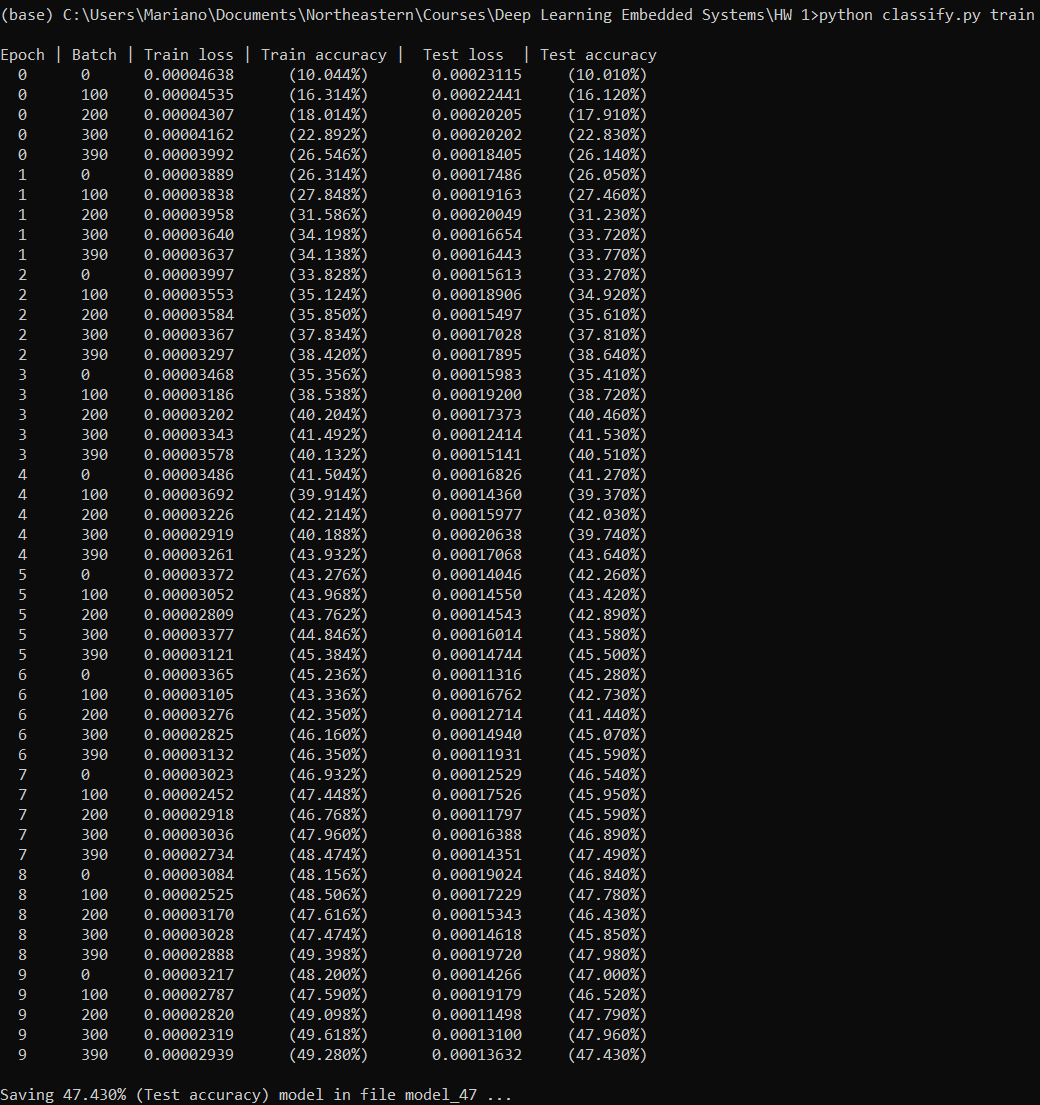 (base) C:\Users\Mariano\Documents\Northeastern\Courses\Deep Learning Embedded Systems\HW 1>python classify.py train
Epoch | Batch | Train loss | Train accuracy | Test loss | Test accuracy
0 0 0.00004638 (10.044%) 0.00023115 (10.010%)
0 100 0.00004535 (16.314%) 0.00022441 (16.120%)
0 200 0.00004307 (18.014%) 0.00020205 (17.910%)
0 300 0.00004162 (22.892%) 0.00020202 (22.830%)
0 390 0.00003992 (26.546%) 0.00018405 (26.140%)
1 0 0.00003889 (26.314%) 0.00017486 (26.050%)
1 100 0.00003838 (27.848%) 0.00019163 (27.460%)
1 200 0.00003958 (31.586%) 0.00020049 (31.230%)
1 300 0.00003640 (34.198%) 0.00016654 (33.720%)
1 390 0.00003637 (34.138%) 0.00016443 (33.770%)
2 0 0.00003997 (33.828%) 0.00015613 (33.270%)
2 100 0.00003553 (35.124%) 0.00018906 (34.920%)
2 200 0.00003584 (35.850%) 0.00015497 (35.610%)
2 300 0.00003367 (37.834%) 0.00017028 (37.810%)
2 390 0.00003297 (38.420%) 0.00017895 (38.640%)
3 0 0.00003468 (35.356%) 0.00015983 (35.410%)
3 100 0.00003186 (38.538%) 0.00019200 (38.720%)
3 200 0.00003202 (40.204%) 0.00017373 (40.460%)
3 300 0.00003343 (41.492%) 0.00012414 (41.530%)
3 390 0.00003578 (40.132%) 0.00015141 (40.510%)
4 0 0.00003486 (41.504%) 0.00016826 (41.270%)
4 100 0.00003692 (39.914%) 0.00014360 (39.370%)
4 200 0.00003226 (42.214%) 0.00015977 (42.030%)
4 300 0.00002919 (40.188%) 0.00020638 (39.740%)
4 390 0.00003261 (43.932%) 0.00017068 (43.640%)
5 0 0.00003372 (43.276%) 0.00014046 (42.260%)
5 100 0.00003052 (43.968%) 0.00014550 (43.420%)
5 200 0.00002809 (43.762%) 0.00014543 (42.890%)
5 300 0.00003377 (44.846%) 0.00016014 (43.580%)
5 390 0.00003121 (45.384%) 0.00014744 (45.500%)
6 0 0.00003365 (45.236%) 0.00011316 (45.280%)
6 100 0.00003105 (43.336%) 0.00016762 (42.730%)
6 200 0.00003276 (42.350%) 0.00012714 (41.440%)
6 300 0.00002825 (46.160%) 0.00014940 (45.070%)
6 390 0.00003132 (46.350%) 0.00011931 (45.590%)
7 0 0.00003023 (46.932%) 0.00012529 (46.540%)
7 100 0.00002452 (47.448%) 0.00017526 (45.950%)
7 200 0.00002918 (46.768%) 0.00011797 (45.590%)
7 300 0.00003036 (47.960%) 0.00016388 (46.890%)
7 390 0.00002734 (48.474%) 0.00014351 (47.490%)
8 0 0.00003084 (48.156%) 0.00019024 (46.840%)
8 100 0.00002525 (48.506%) 0.00017229 (47.780%)
8 200 0.00003170 (47.616%) 0.00015343 (46.430%)
8 300 0.00003028 (47.474%) 0.00014618 (45.850%)
8 390 0.00002888 (49.398%) 0.00019720 (47.980%)
9 0 0.00003217 (48.200%) 0.00014266 (47.000%)
9 100 0.00002787 (47.590%) 0.00019179 (46.520%)
9 200 0.00002820 (49.098%) 0.00011498 (47.790%)
9 300 0.00002319 (49.618%) 0.00013100 (47.960%)
9 390 0.00002939 (49.280%) 0.00013632 (47.430%)
Saving 47.430% (Test accuracy) model in file model_47 ...